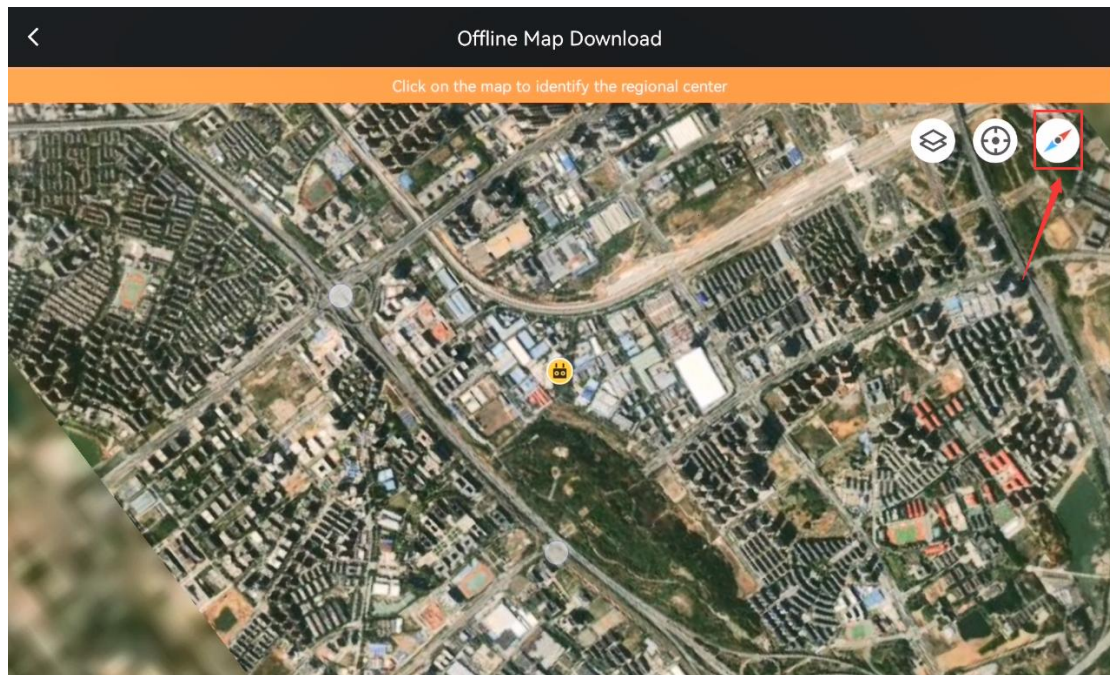 Offline Map Download
Click on the map to identify the regional center